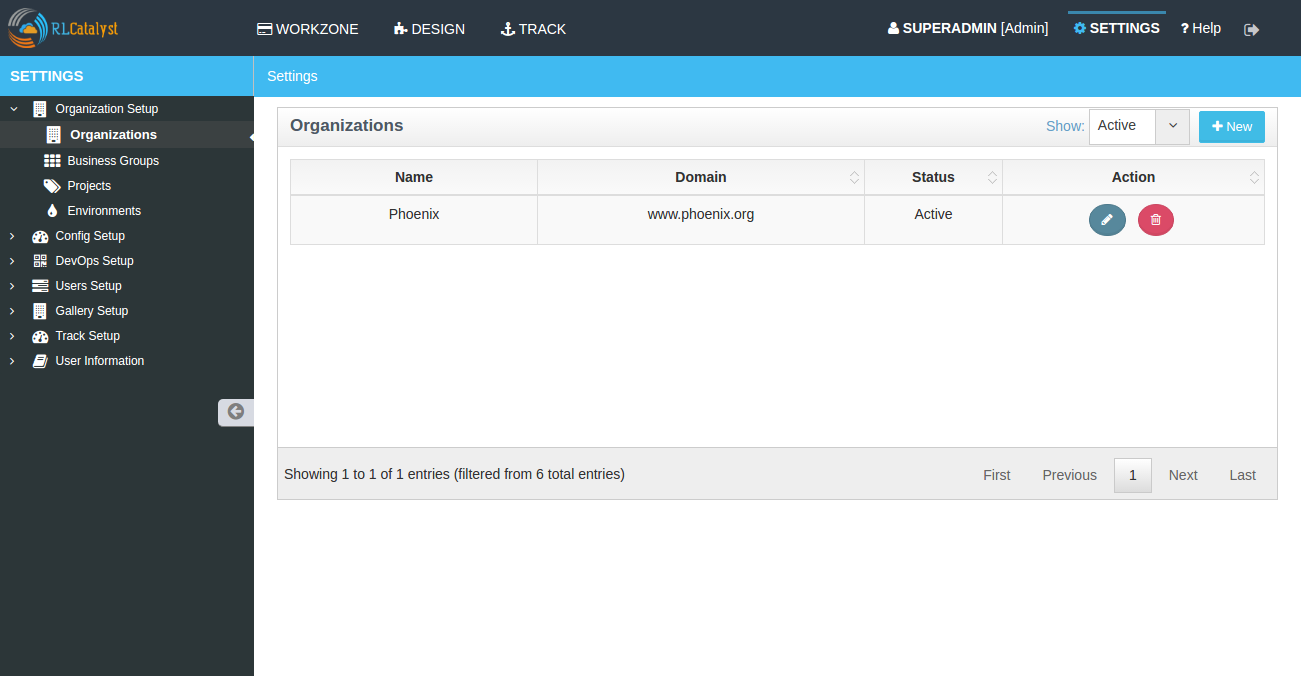 RLCatalyst WORKZONE DESIGN TRACK SUPERADMIN [Admin] SETTINGS ? Help
SETTINGS Settings
Organization Setup
Organizations
Business Groups
Projects
Environments
Config Setup
DevOps Setup
Users Setup
Gallery Setup
Track Setup
User Information
Organizations Show: Active + New
Name Domain Status Action
Phoenix www.phoenix.org Active
Showing 1 to 1 of 1 entries (filtered from 6 total entries) First Previous 1 Next Last